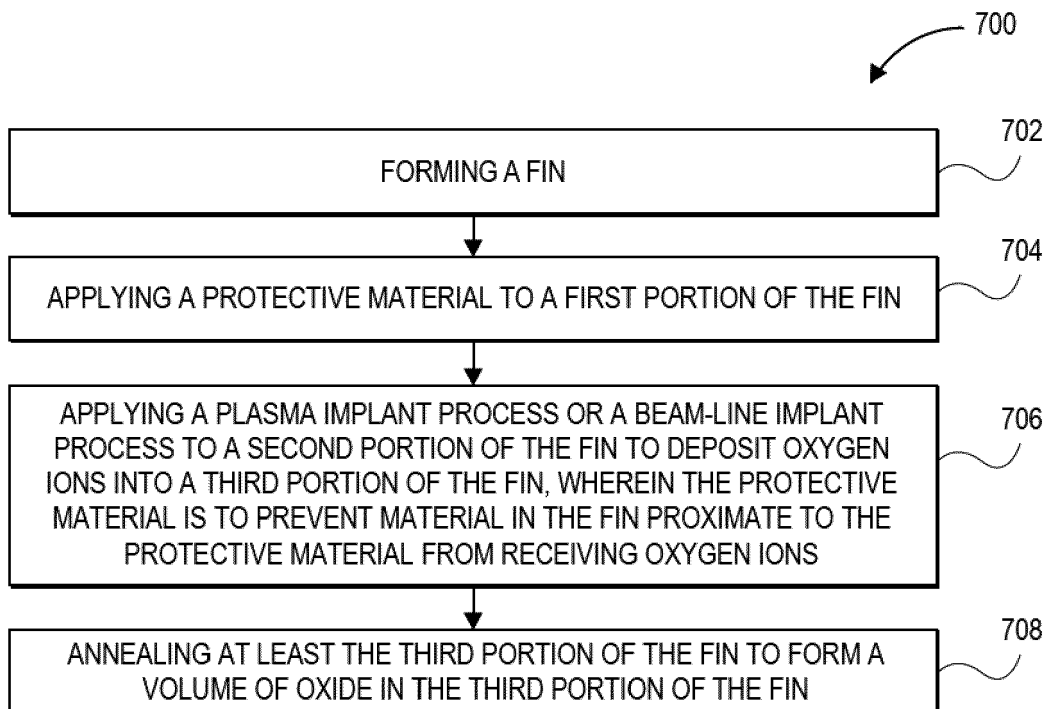 700
702
FORMING A FIN
704
APPLYING A PROTECTIVE MATERIAL TO A FIRST PORTION OF THE FIN
APPLYING A PLASMA IMPLANT PROCESS OR A BEAM-LINE IMPLANT
PROCESS TO A SECOND PORTION OF THE FIN TO DEPOSIT OXYGEN
IONS INTO A THIRD PORTION OF THE FIN, WHEREIN THE PROTECTIVE
MATERIAL IS TO PREVENT MATERIAL IN THE FIN PROXIMATE TO THE
PROTECTIVE MATERIAL FROM RECEIVING OXYGEN IONS
706
ANNEALING AT LEAST THE THIRD PORTION OF THE FIN TO FORM A
VOLUME OF OXIDE IN THE THIRD PORTION OF THE FIN
708